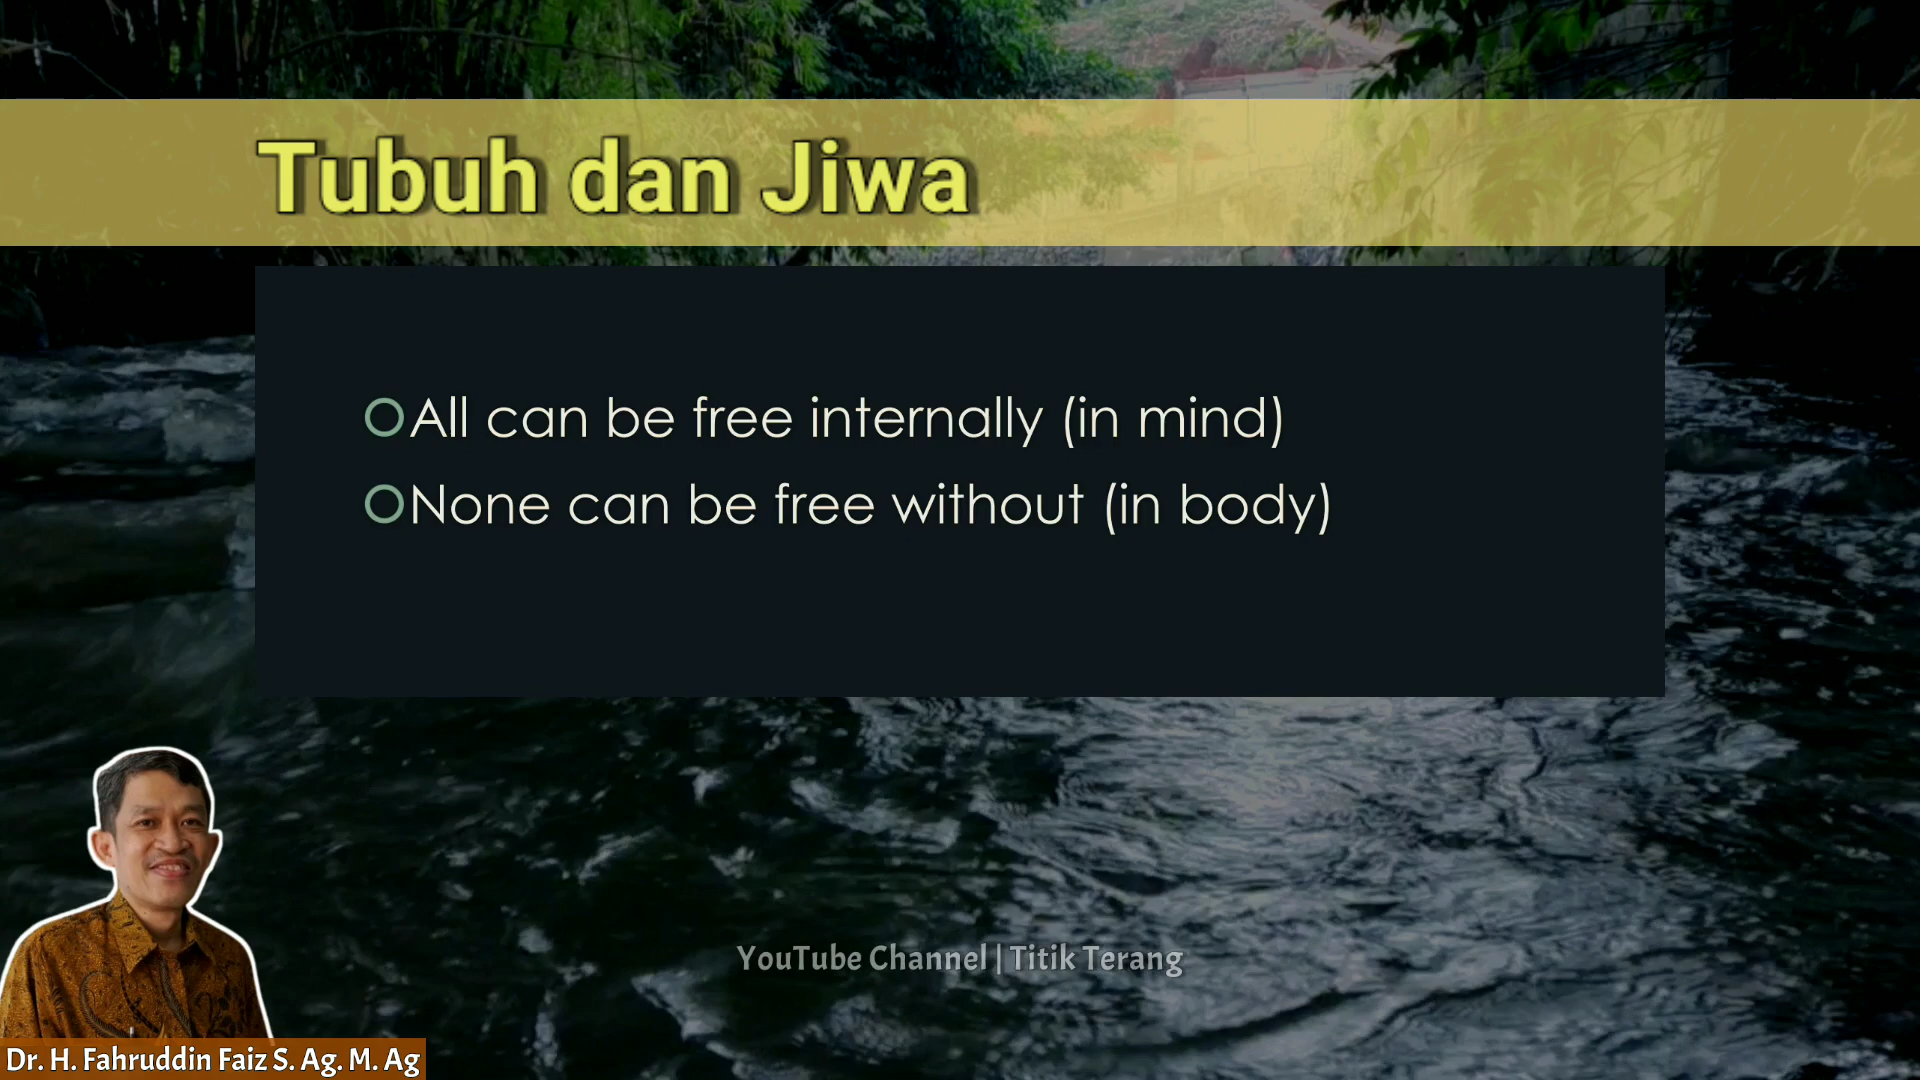 Tubuh dan Jiwa
All can be free internally (in mind)
None can be free without (in body)
YouTube Channel | Titik Terang
Dr. H. Fahruddin Faiz S. Ag. M. Ag